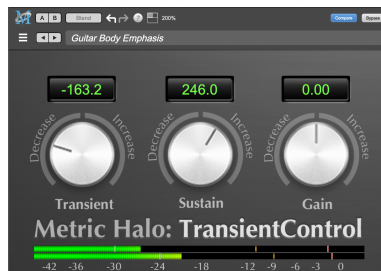 A B Blend 200% Compare Bypass
Guitar Body Emphasis
-163.2 246.0 0.00
Decrease Increase Decrease Increase Decrease Increase
Transient Sustain Gain
Metric Halo: TransientControl
-42 -36 -30 -24 -18 -12 -9 -6 -3 0